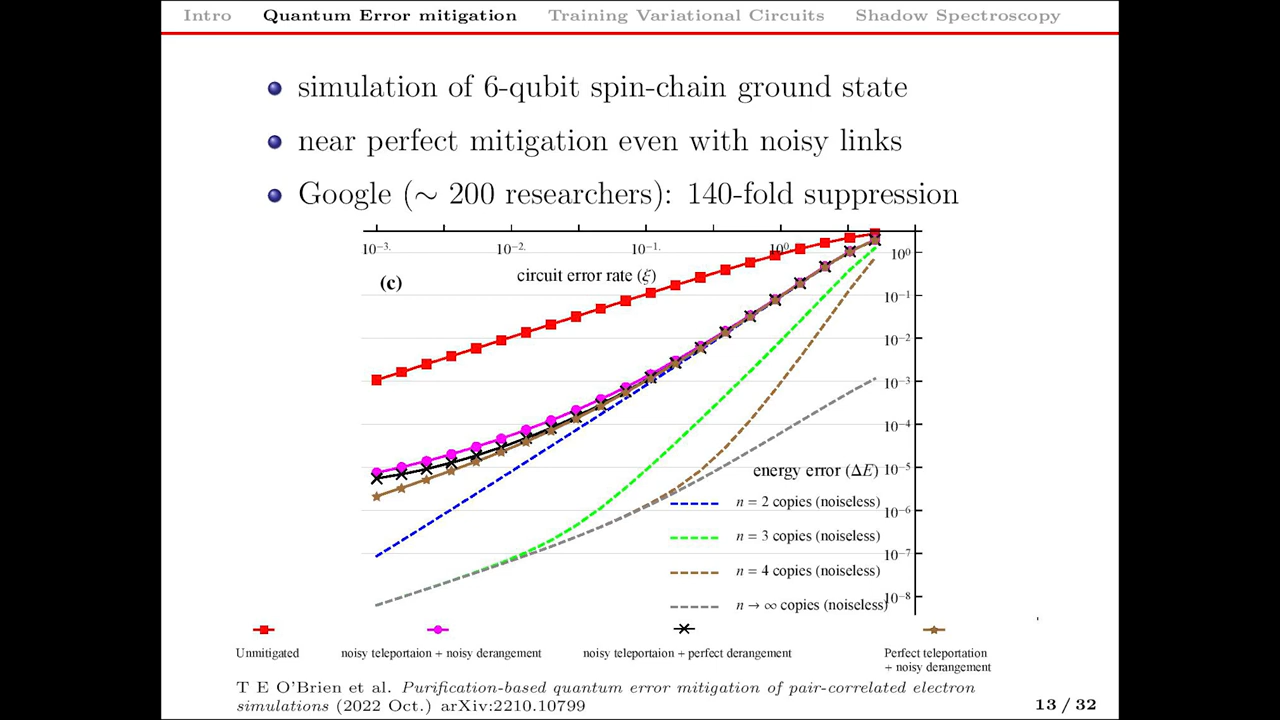 Intro Quantum Error mitigation Training Variational Circuits Shadow Spectroscopy
simulation of 6-qubit spin-chain ground state
near perfect mitigation even with noisy links
Google (∼ 200 researchers): 140-fold suppression
10⁻³. 10⁻². 10⁻¹. 10⁰.
10⁰
(c)
circuit error rate (ξ)
10⁻¹
10⁻²
10⁻³
10⁻⁴
energy error (ΔE) 10⁻⁵
n = 2 copies (noiseless)
10⁻⁶
n = 3 copies (noiseless)
10⁻⁷
n = 4 copies (noiseless)
10⁻⁸
n → ∞ copies (noiseless)
Unmitigated noisy teleportaion + noisy derangement noisy teleportaion + perfect derangement Perfect teleportation
+ noisy derangement
T E O'Brien et al. Purification-based quantum error mitigation of pair-correlated electron
simulations (2022 Oct.) arXiv:2210.10799
13 / 32